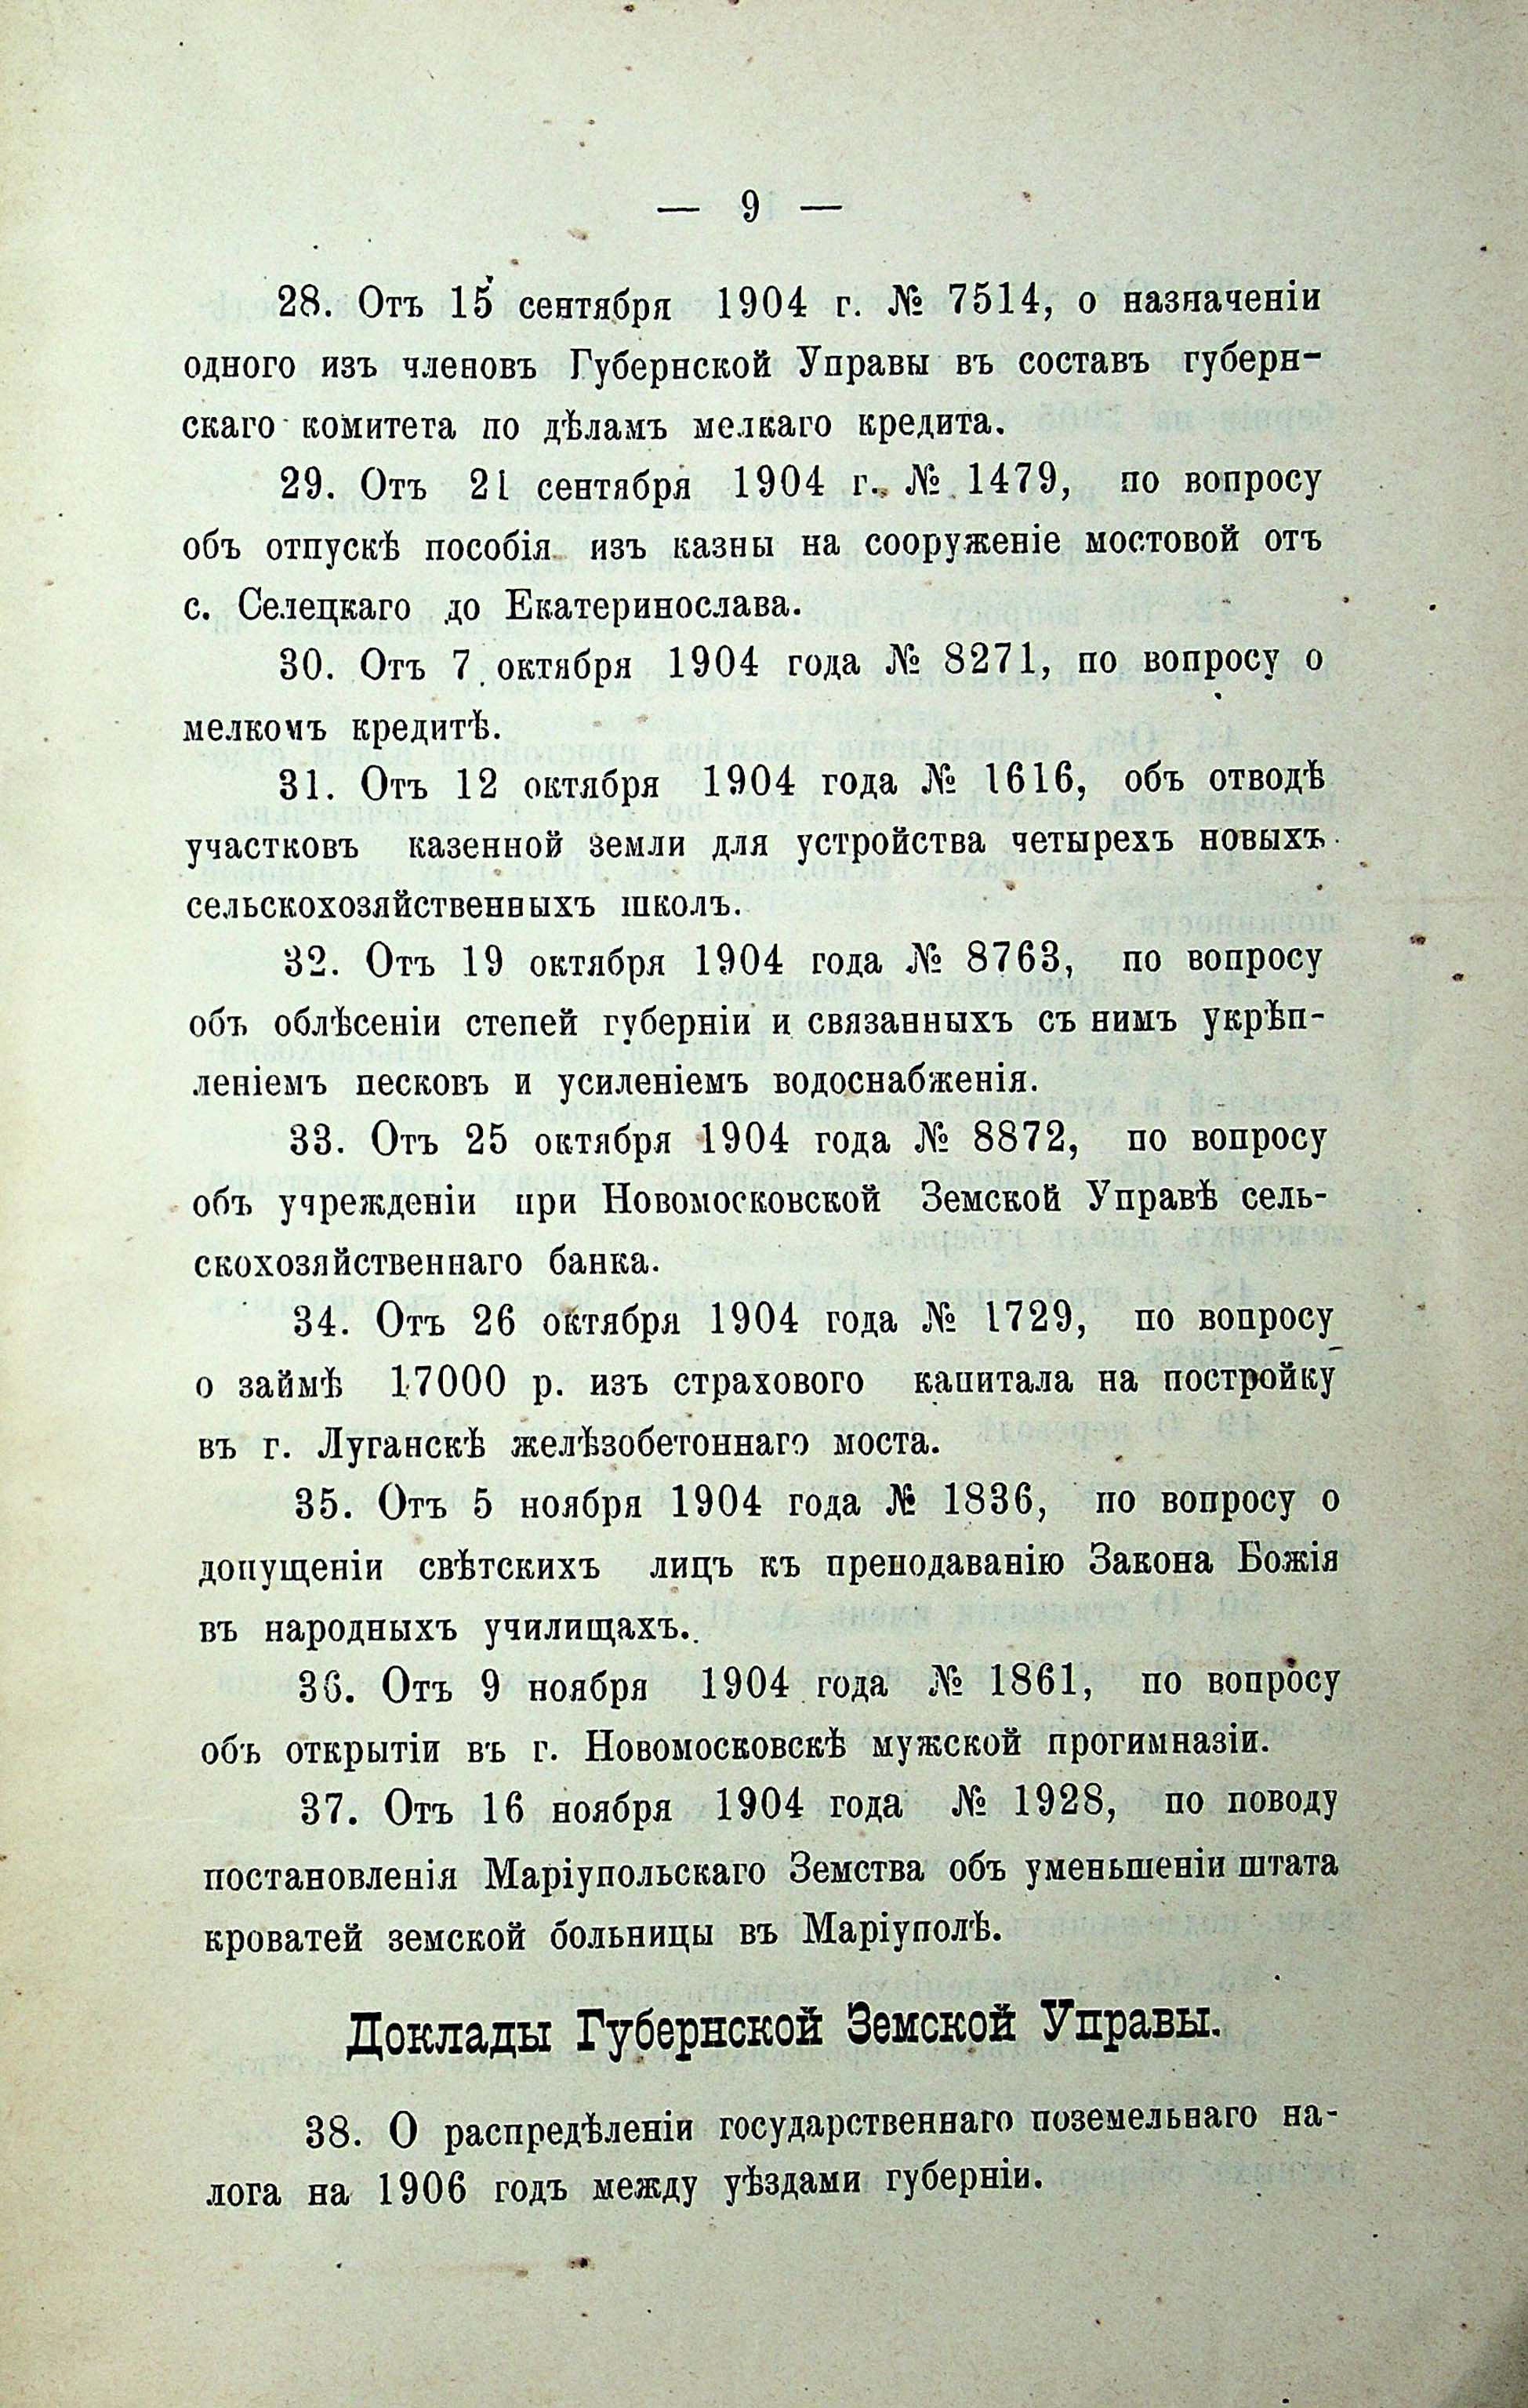 — 9 —
28. Отъ 15 сентября 1904 г. № 7514, о назначеніи
одного изъ членовъ Губернской Управы въ составъ губерн-
скаго комитета по дѣламъ мелкаго кредита.
29. Отъ 21 сентября 1904 г. № 1479, по вопросу
объ отпускѣ пособія изъ казны на сооруженіе мостовой отъ
с. Селецкаго до Екатеринослава.
30. Отъ 7 октября 1904 года № 8271, по вопросу о
мелкомъ кредитѣ.
31. Отъ 12 октября 1904 года № 1616, объ отводѣ
участковъ казенной земли для устройства четырехъ новыхъ
сельскохозяйственныхъ школъ.
32. Отъ 19 октября 1904 года № 8763, по вопросу
объ облѣсеніи степей губерніи и связанныхъ съ нимъ укрѣп-
леніемъ песковъ и усиленіемъ водоснабженія.
33. Отъ 25 октября 1904 года № 8872, по вопросу
объ учрежденіи при Новомосковской Земской Управѣ сель-
скохозяйственнаго банка.
34. Отъ 26 октября 1904 года № 1729, по вопросу
о займѣ 17000 р. изъ страхового капитала на постройку
въ г. Луганскѣ желѣзобетоннаго моста.
35. Отъ 5 ноября 1904 года № 1836, по вопросу о
допущеніи свѣтскихъ лицъ къ преподаванію Закона Божія
въ народныхъ училищахъ.
36. Отъ 9 ноября 1904 года № 1861, по вопросу
объ открытіи въ г. Новомосковскѣ мужской прогимназіи.
37. Отъ 16 ноября 1904 года № 1928, по поводу
постановленія Маріупольскаго Земства объ уменьшеніи штата
кроватей земской больницы въ Маріуполѣ.
Доклады Губернской Земской Управы.
38. О распредѣленіи государственнаго поземельнаго на-
лога на 1906 годъ между уѣздами губерніи.